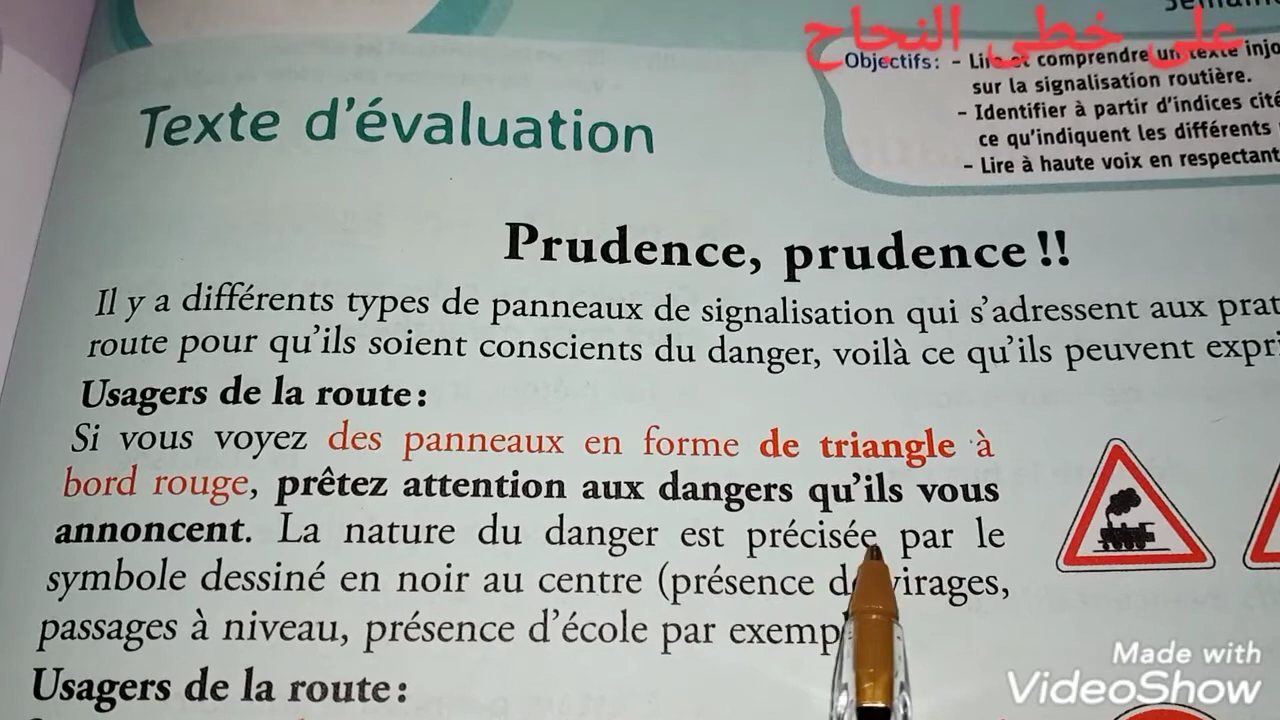 على خطى النجاح
Objectifs: - Lire et comprendre un texte
sur la signalisation routière.
- Identifier à partir d'indices
ce qu'indiquent les différents
- Lire à haute voix en respectant
Texte d'évaluation
Prudence, prudence !!
Il y a différents types de panneaux de signalisation qui s'adressent aux
route pour qu'ils soient conscients du danger, voilà ce qu'ils peuvent
Usagers de la route :
Si vous voyez des panneaux en forme de triangle à
bord rouge, prêtez attention aux dangers qu'ils vous
annoncent. La nature du danger est précisée par le
symbole dessiné en noir au centre (présence de virages,
passages à niveau, présence d'école par
Usagers de la route :
Made with
VideoShow